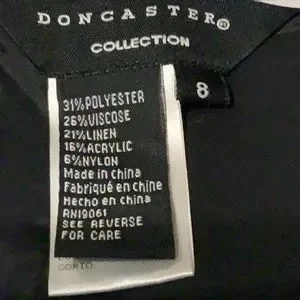 DONCASTER®
COLLECTION
8
31%POLYESTER
26%VISCOSE
21%LINEN
16%ACRYLIC
6%NYLON
Made in china
Fabriqué en chine
Hecho en china
RN19061
SEE REVERSE
FOR CARE
CORTO.